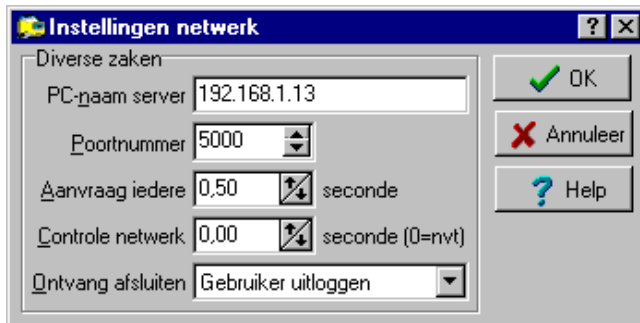 Instellingen netwerk
Diverse zaken
PC-naam server 192.168.1.13
Poortnummer 5000
Aanvraag iedere 0,50 seconde
Controle netwerk 0,00 seconde (0=nvt)
Ontvang afsluiten Gebruiker uitloggen
OK
Annuleer
? Help